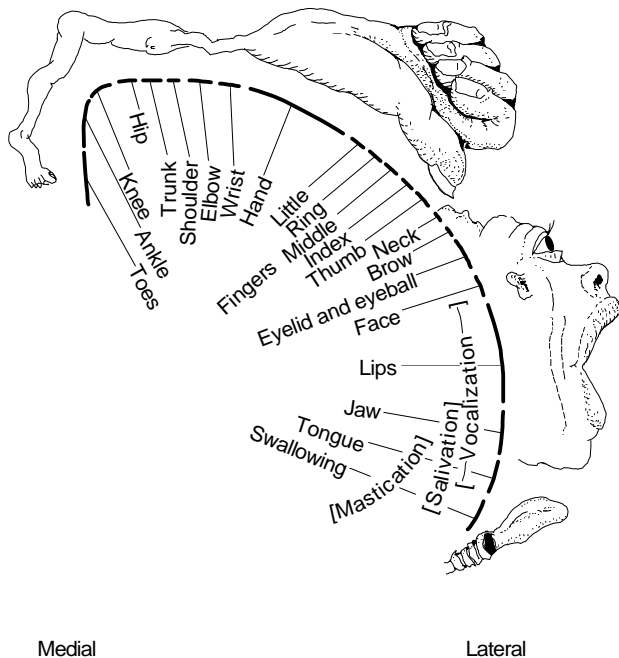 Toes
Ankle
Knee
Hip
Trunk
Shoulder
Elbow
Wrist
Hand
Fingers
Little
Ring
Middle
Index
Thumb
Neck
Brow
Eyelid and eyeball
Face
Lips
Jaw
Tongue
Swallowing
[Mastication]
[Salivation]
[Vocalization]
Medial
Lateral